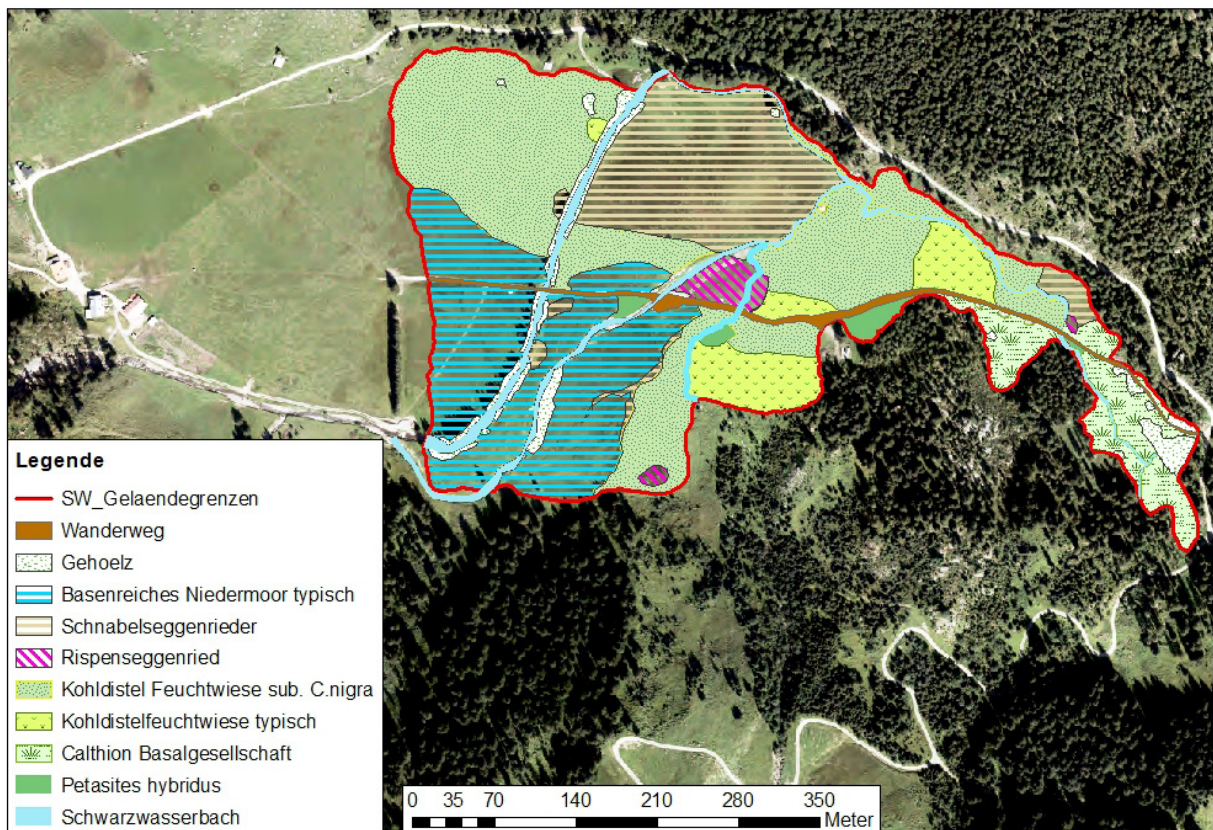 Legende
SW_Gelaendegrenzen
Wanderweg
Gehoelz
Basenreiches Niedermoor typisch
Schnabelseggenrieder
Rispenseggenried
Kohldistel Feuchtwiese sub. C.nigra
Kohldistelfeuchtwiese typisch
Calthion Basalgesellschaft
Petasites hybridus
Schwarzwasserbach
0 35 70 140 210 280 350
Meter